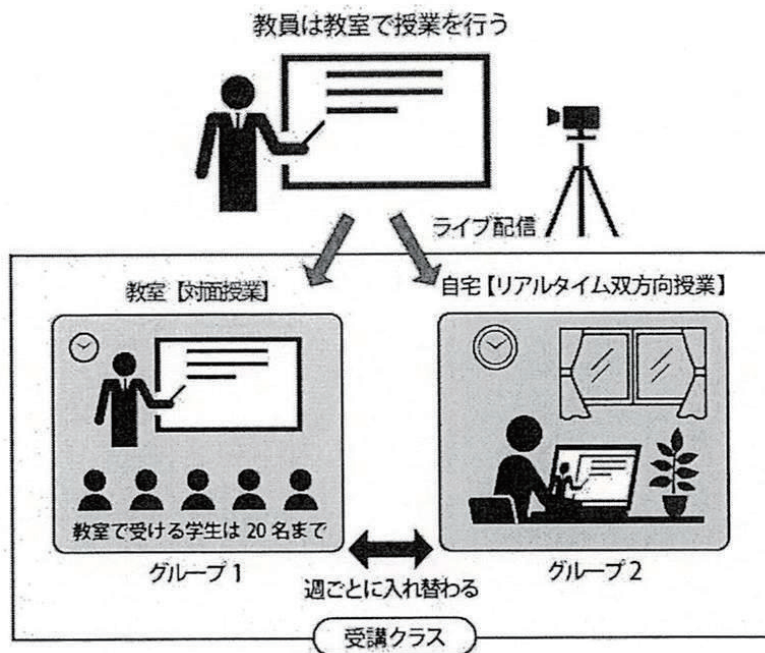 教員は教室で授業を行う
ライブ配信
教室【対面授業】
自宅【リアルタイム双方向授業】
教室で受ける学生は 20 名まで
グループ 1
グループ 2
週ごとに入れ替わる
受講クラス